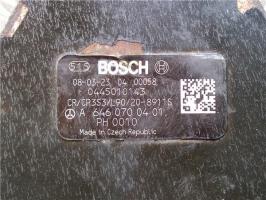 515 BOSCH
08-03-23 04 00058
0445010143
CR/CP3S3/L90/20-8911S
A 646 070 04 01
PH 0010
Made in Czech Republic